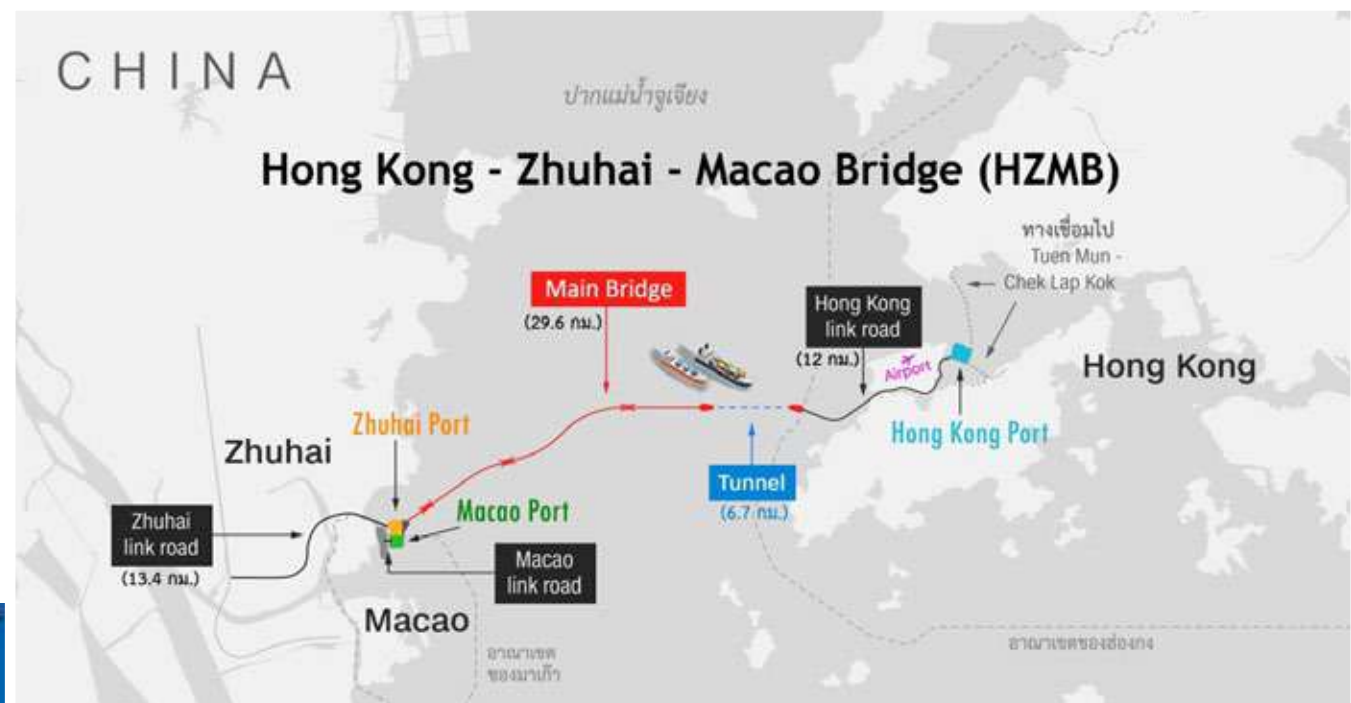 CHINA
ปากแม่น้ำจูเจียง
Hong Kong - Zhuhai - Macao Bridge (HZMB)
ทางเชื่อมไป
Tuen Mun -
Chek Lap Kok
Main Bridge
(29.6 กม.)
Hong Kong
link road
(12 กม.)
Airport
Hong Kong
Zhuhai Port
Hong Kong Port
Zhuhai
Tunnel
(6.7 กม.)
Macao Port
Zhuhai
link road
(13.4 กม.)
Macao
link road
Macao
อาณาเขต
ของมาเก๊า
อาณาเขตของฮ่องกง